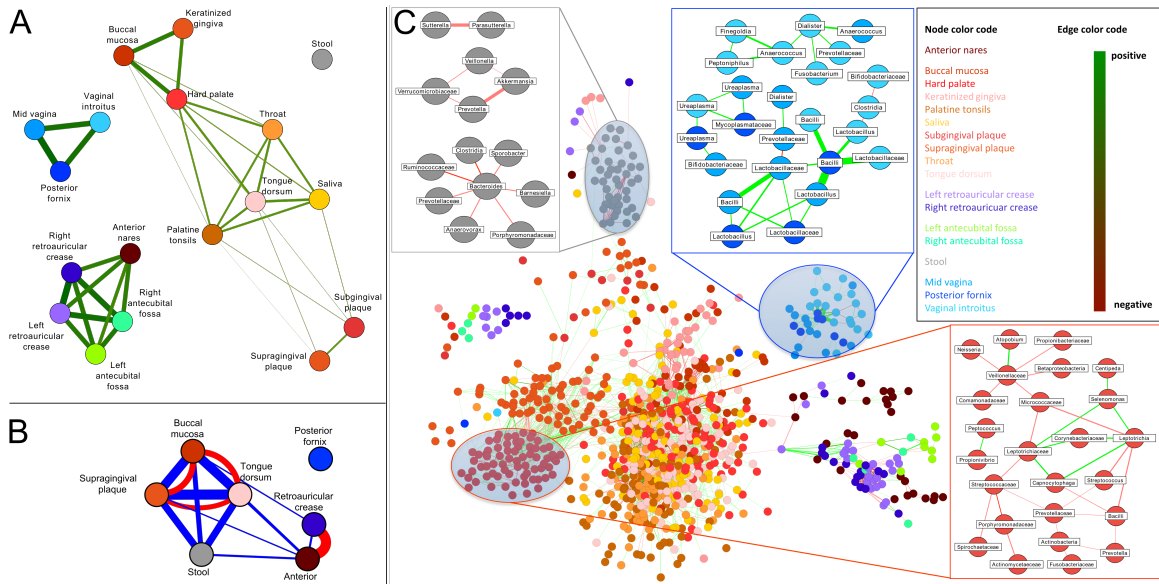 A
Keratinized
gingiva
Buccal
mucosa
Stool
Hard palate
Vaginal
introitus
Mid vagina
Throat
Posterior
fornix
Tongue
dorsum
Saliva
Palatine
tonsils
Anterior
nares
Right
retroauricular
crease
Right
antecubital
fossa
Left
retroauricular
crease
Left
antecubital
fossa
Subgingival
plaque
Supragingival
plaque
B
Buccal
mucosa
Posterior
fornix
Tongue
dorsum
Supragingival
plaque
Retroauricular
crease
Stool
Anterior
C
Sutterella
Parasutterella
Veillonella
Akkermansia
Verrucomicrobiaceae
Prevotella
Clostridia
Sporobacter
Ruminococcaceae
Bacteroides
Barnesiella
Prevotellaceae
Anaerovorax
Porphyromonadaceae
Dialister
Finegoldia
Anaerococcus
Anaerococcus
Prevotellaceae
Peptoniphilus
Fusobacterium
Bifidobacteriaceae
Ureaplasma
Dialister
Ureaplasma
Clostridia
Mycoplasmataceae
Bacilli
Ureaplasma
Prevotellaceae
Lactobacillus
Bifidobacteriaceae
Lactobacillaceae
Bacilli
Lactobacillaceae
Bacilli
Lactobacillus
Lactobacillus
Lactobacillaceae
Node color code
Edge color code
Anterior nares
positive
Buccal mucosa
Hard palate
Keratinized gingiva
Palatine tonsils
Saliva
Subgingival plaque
Supragingival plaque
Throat
Tongue dorsum
Left retroauricular crease
Right retroauricuar crease
Left antecubital fossa
Right antecubital fossa
Stool
Mid vagina
Posterior fornix
Vaginal introitus
negative
Atopobium
Propionibacteriaceae
Neisseria
Veillonellaceae
Betaproteobacteria
Centipeda
Comamonadaceae
Micrococcaceae
Selenomonas
Peptococcus
Corynebacteriaceae
Leptotrichia
Leptotrichiaceae
Propionivibrio
Streptococcaceae
Capnocytophaga
Streptococcus
Prevotellaceae
Bacilli
Porphyromonadaceae
Actinobacteria
Spirochaetaceae
Prevotella
Actinomycetaceae
Fusobacteriaceae